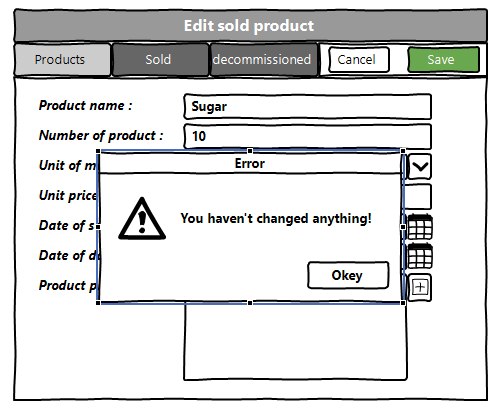 Edit sold product
Products Sold decommissioned Cancel Save
Product name : Sugar
Number of product : 10
Unit of m
Error
Unit price
You haven't changed anything!
Date of s
Date of d
Okey
Product p